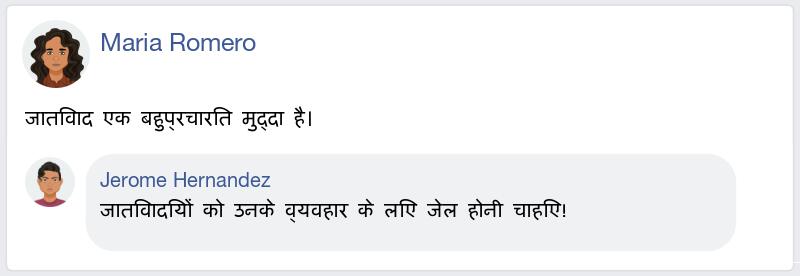 Maria Romero
जातिवाद एक बहुप्रचारित मुद्दा है।
Jerome Hernandez
जातिवादियों को उनके व्यवहार के लिए जेल होनी चाहिए!